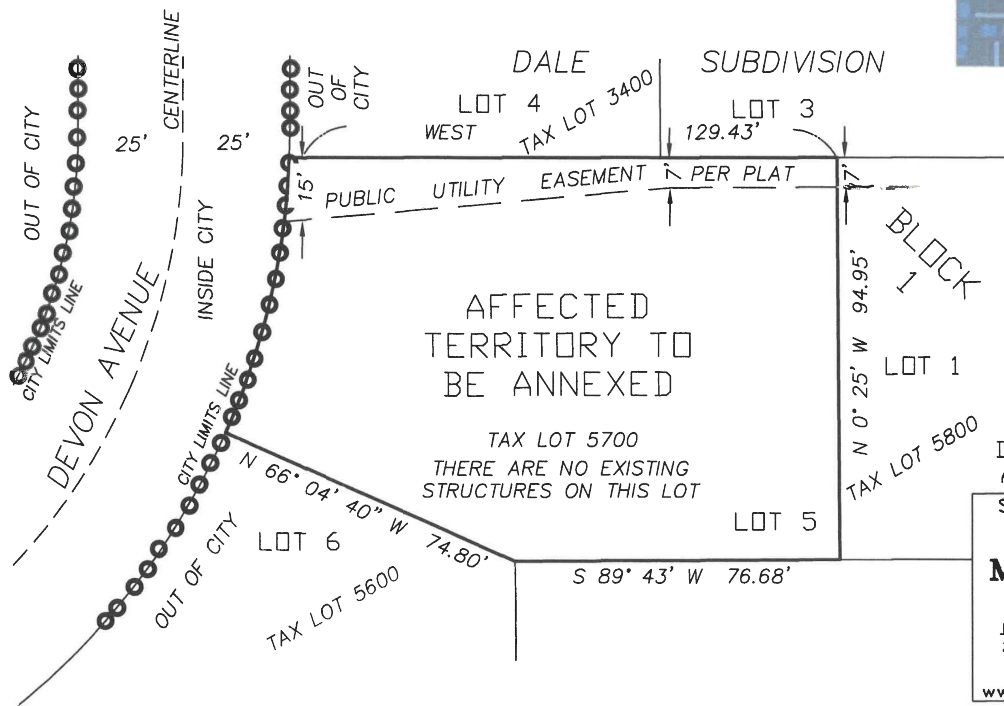 DALE SUBDIVISION
OUT OF CITY
CENTERLINE
25'
25'
OUT
OF
CITY
LOT 4
TAX LOT 3400
LOT 3
WEST
129.43'
15'
PUBLIC UTILITY EASEMENT 7' PER PLAT
7'
BLOCK
1
INSIDE CITY
DEVON AVENUE
CITY LIMITS LINE
CITY LIMITS LINE
AFFECTED
TERRITORY TO
BE ANNEXED
N 0° 25' W 94.95'
LOT 1
TAX LOT 5800
TAX LOT 5700
THERE ARE NO EXISTING
STRUCTURES ON THIS LOT
LOT 5
N 66° 04' 40" W 74.80'
OUT OF CITY
LOT 6
TAX LOT 5600
S 89° 43' W 76.68'